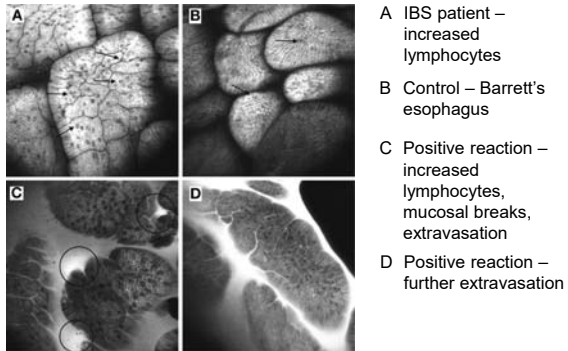 A
B
C
D
A IBS patient –
increased
lymphocytes
B Control – Barrett’s
esophagus
C Positive reaction –
increased
lymphocytes,
mucosal breaks,
extravasation
D Positive reaction –
further extravasation